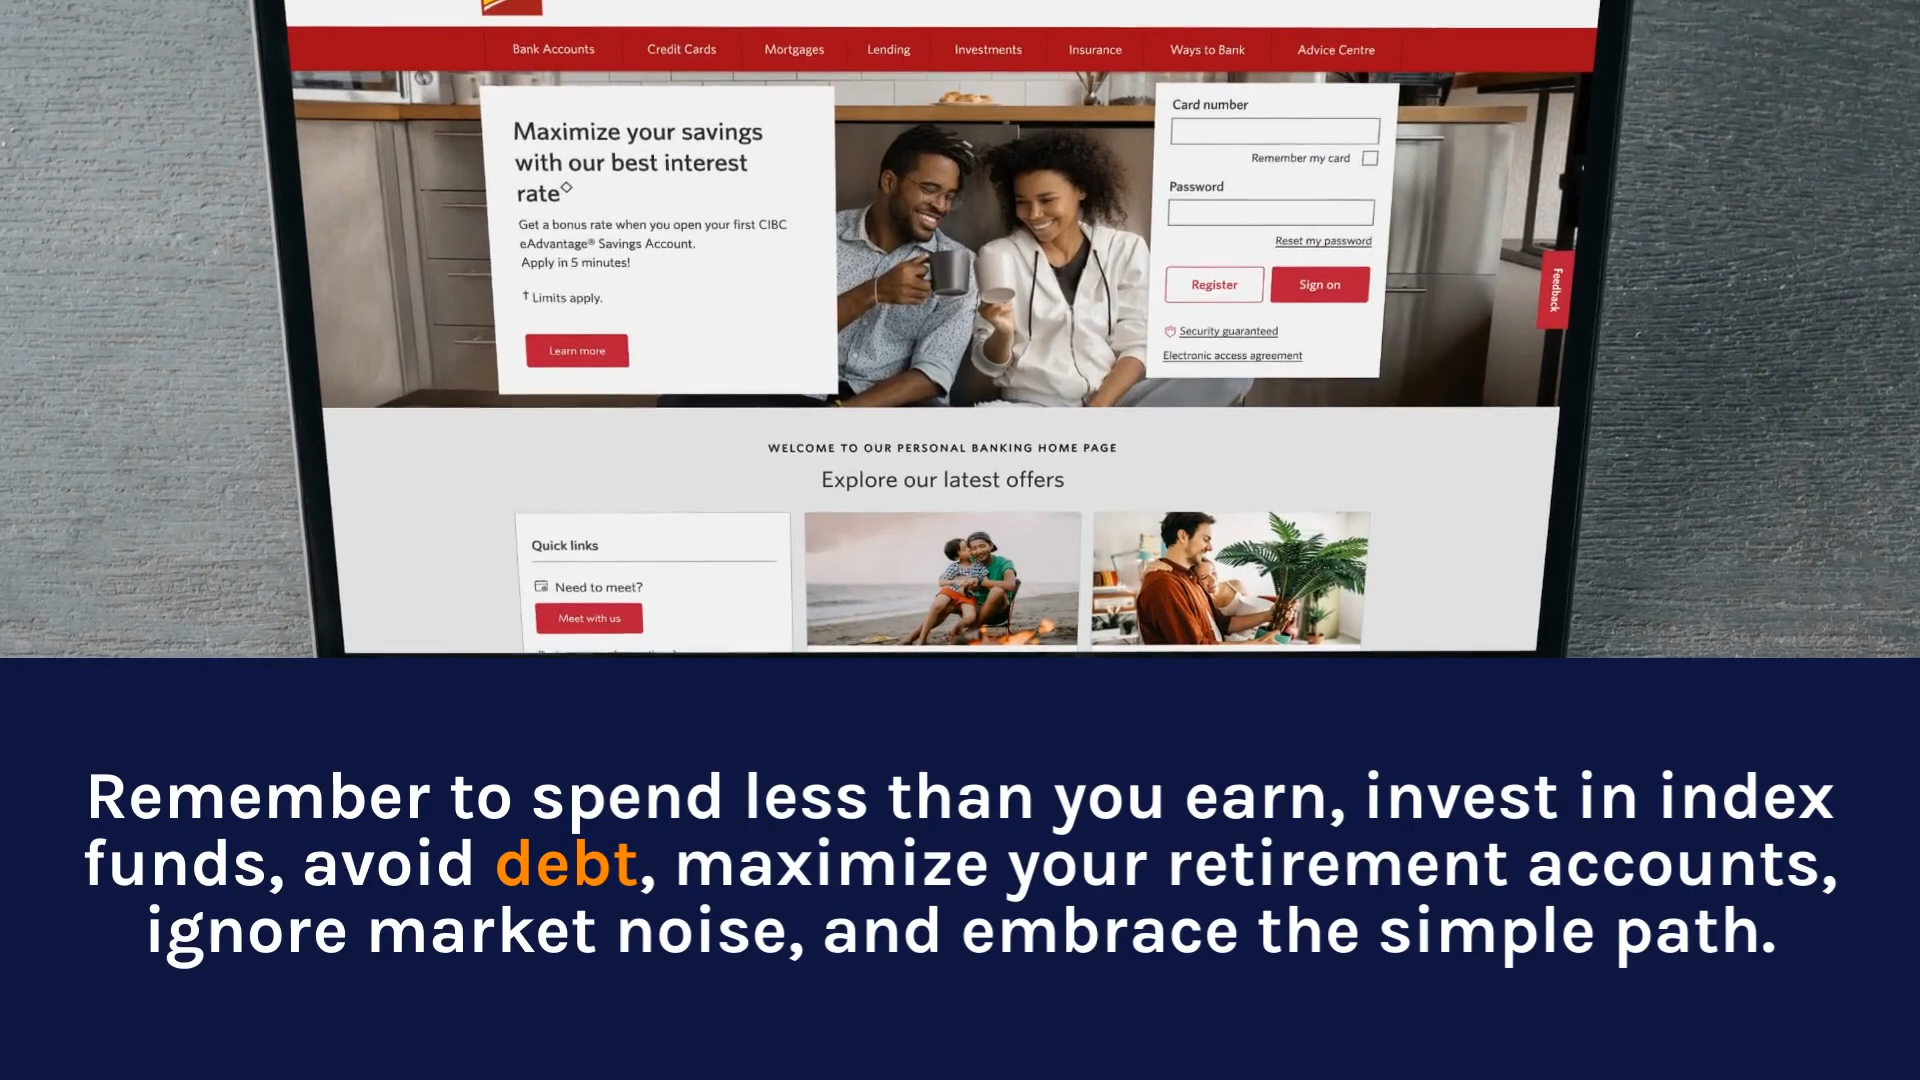 Bank Accounts
Credit Cards
Mortgages
Lending
Investments
Insurance
Ways to Bank
Advice Centre
Maximize your savings
with our best interest
rate◇
Get a bonus rate when you open your first CIBC
eAdvantage® Savings Account.
Apply in 5 minutes!
† Limits apply.
Learn more
Card number
Remember my card
Password
Reset my password
Register
Sign on
Security guaranteed
Electronic access agreement
Feedback
WELCOME TO OUR PERSONAL BANKING HOME PAGE
Explore our latest offers
Quick links
Need to meet?
Meet with us
Remember to spend less than you earn, invest in index
funds, avoid debt, maximize your retirement accounts,
ignore market noise, and embrace the simple path.